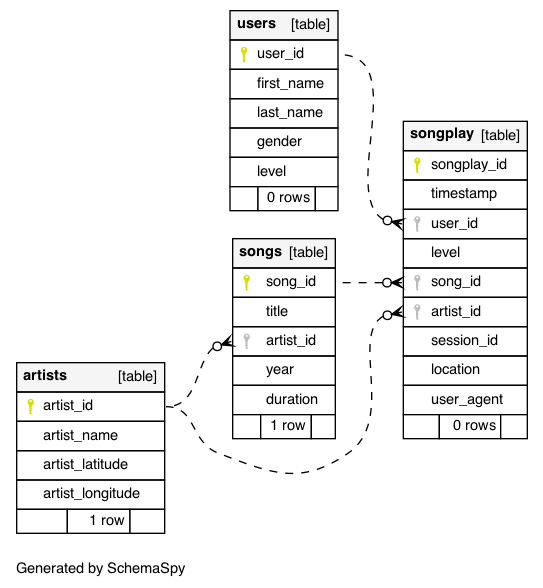 users [table]
user_id
first_name
last_name
gender
level
0 rows
songplay [table]
songplay_id
timestamp
user_id
level
song_id
artist_id
session_id
location
user_agent
0 rows
songs [table]
song_id
title
artist_id
year
duration
1 row
artists [table]
artist_id
artist_name
artist_latitude
artist_longitude
1 row
Generated by SchemaSpy